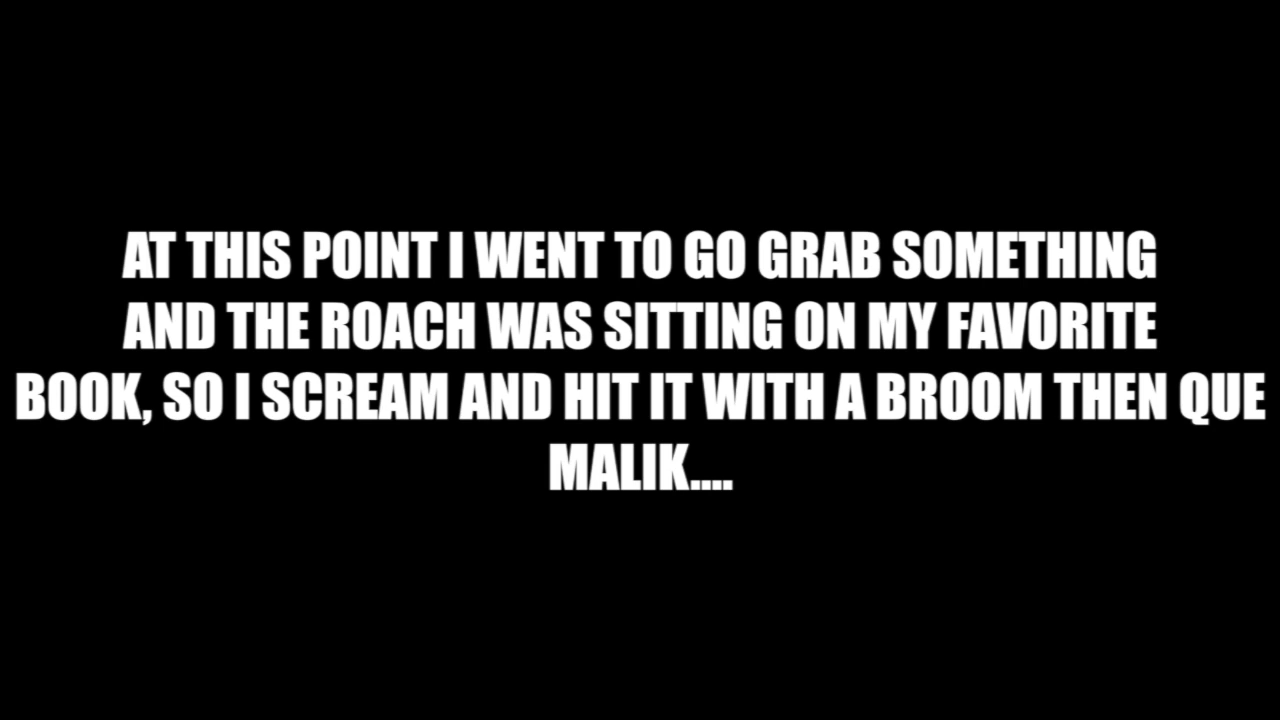 AT THIS POINT I WENT TO GO GRAB SOMETHING
AND THE ROACH WAS SITTING ON MY FAVORITE
BOOK, SO I SCREAM AND HIT IT WITH A BROOM THEN QUE
MALIK....